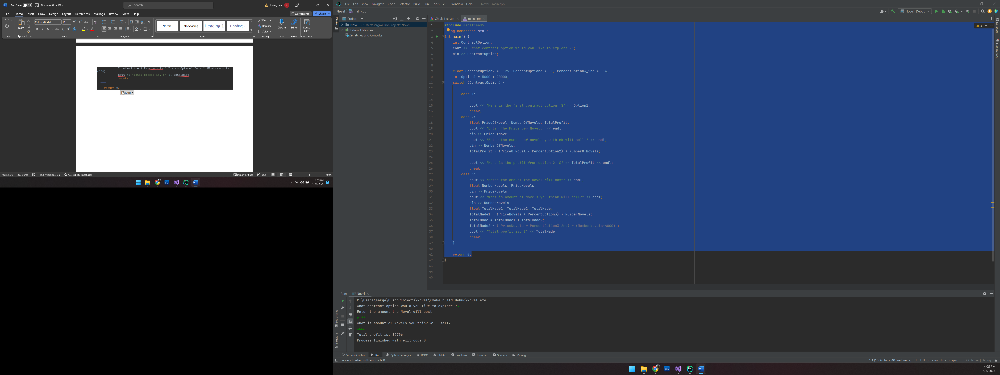 AutoSave Off Document2 - Word Search Jones, Lyle JL
File Home Insert Draw Design Layout References Mailings Review View Help Comments Share
Calibri (Body) 11 Aa Find
Paste B I U ab x₂ x² A Normal No Spacing Heading 1 Heading 2 Replace Dictate Editor Reuse Files
Select
Undo Clipboard Font Paragraph Styles Editing Voice Editor Reuse Files
TotalMade2 = ( PriceNovels * PercentOption3_2nd) * (NumberNovels-
4000) ;
cout << "Total profit is. $" << TotalMade;
break;
}
return 0;
(Ctrl)
Page 3 of 3 302 words Text Predictions: On Accessibility: Investigate Display Settings Focus 100%
4:05 PM
1/28/2023 3
File Edit View Navigate Code Refactor Build Run Tools VCS Window Help Novel - main.cpp
Novel main.cpp Novel | Debug
Project CMakeLists.txt main.cpp
Project
Novel C:\Users\sarga\CLionProjects\Novel
External Libraries
Scratches and Consoles
Database
Notifications
3
1 #include <iostream>
2 using namespace std ;
3 int main() {
4 int ContractOption;
5 cout << "What contract option would you like to explore ?";
6 cin >> ContractOption;
7
8
9 float PercentOption2 = .125, PercentOption3 = .1, PercentOption3_2nd = .14;
10 int Option1 = 5000 + 20000;
11 switch (ContractOption) {
12
13 case 1:
14
15 cout << "Here is the first contract option. $" << Option1;
16 break;
17 case 2:
18 float PriceOfNovel, NumberOfNovels, TotalProfit;
19 cout << "Enter The Price per Novel." << endl;
20 cin >> PriceOfNovel;
21 cout << "Enter the number of novels you think will sell." << endl;
22 cin >> NumberOfNovels;
23 TotalProfit = (PriceOfNovel * PercentOption2) * NumberOfNovels;
24
25 cout << "Here is the profit from option 2. $" << TotalProfit << endl;
26 break;
27 case 3:
28 cout << "Enter the amount the Novel will cost" << endl;
29 float NumberNovels, PriceNovels;
30 cin >> PriceNovels;
31 cout << "What is amount of Novels you think will sell?" << endl;
32 cin >> NumberNovels;
33 float TotalMade1, TotalMade2, TotalMade;
34 TotalMade1 = (PriceNovels * PercentOption3) * NumberNovels;
35 TotalMade = TotalMade1 + TotalMade2;
36 TotalMade2 = ( PriceNovels * PercentOption3_2nd) * (NumberNovels-4000) ;
37 cout << "Total profit is. $" << TotalMade;
38 break;
39 }
40
41 return 0;
42 }
43
44
45
Run: Novel
C:\Users\sarga\CLionProjects\Novel\cmake-build-debug\Novel.exe
What contract option would you like to explore ?3
Enter the amount the Novel will cost
6.99
What is amount of Novels you think will sell?
4000
Total profit is. $2796
Process finished with exit code 0
Bookmarks
Structure
Version Control Run Python Packages TODO CMake Problems Terminal Services Messages
Process finished with exit code 0 1:1 (1506 chars, 40 line breaks) LF UTF-8 .clang-tidy 4 spac... C++: Novel | Debug
4:05 PM
1/28/2023